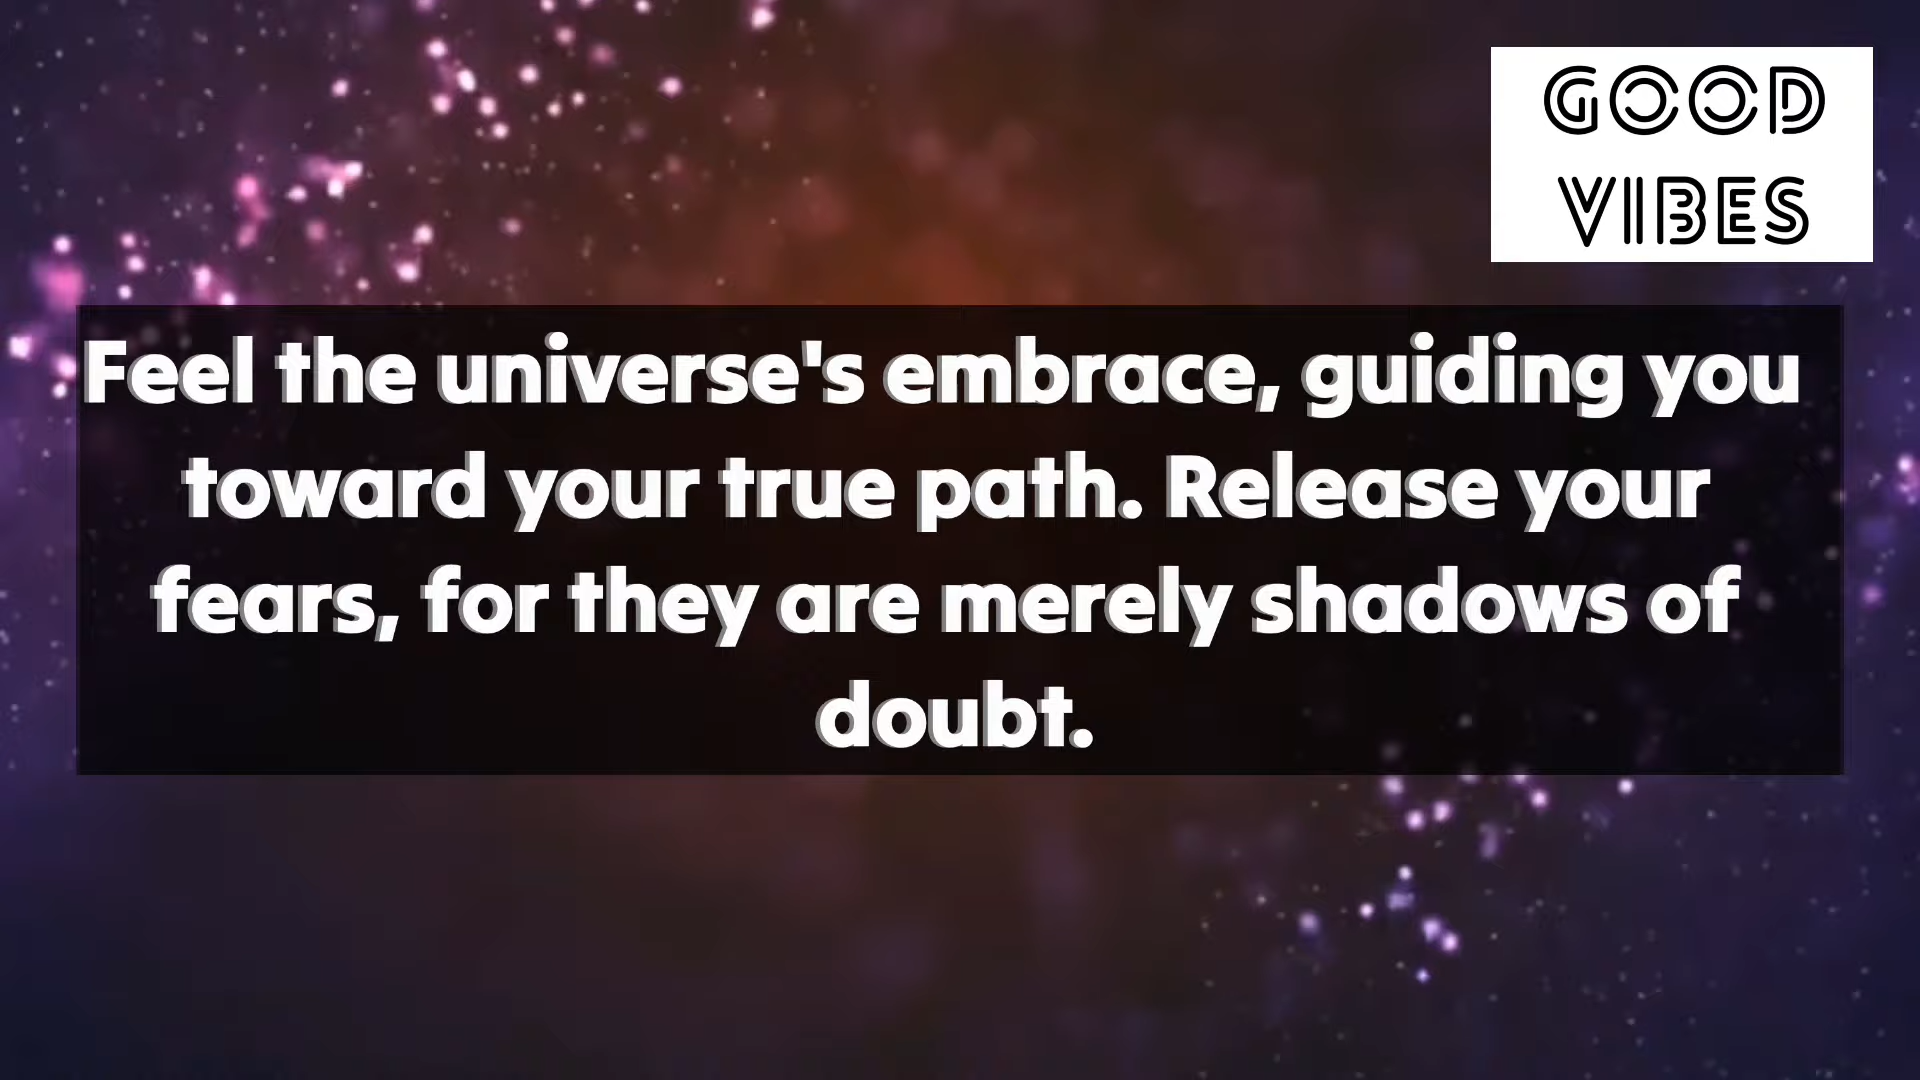 GOOD
VIBES
Feel the universe's embrace, guiding you
toward your true path. Release your
fears, for they are merely shadows of
doubt.